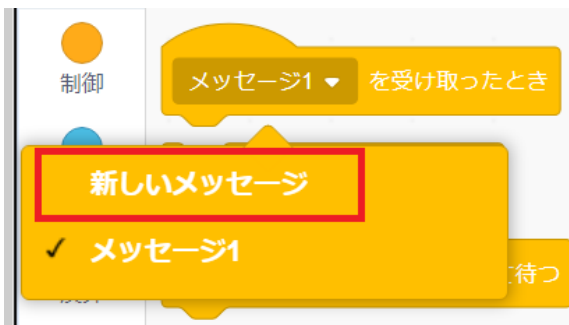 制御
メッセージ1 を受け取ったとき
新しいメッセージ
✓ メッセージ1
待つ